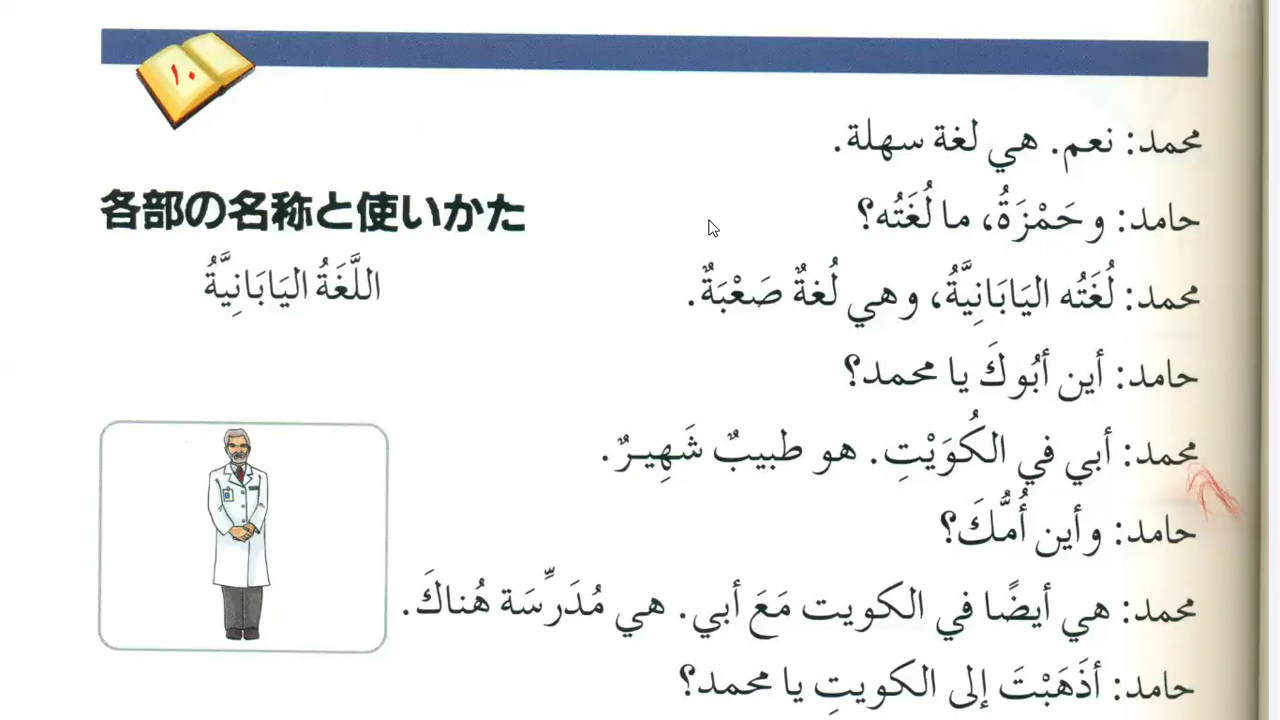 ١٠
محمد: نعم. هي لغة سهلة.
حامد: و حَمْزَةُ، ما لُغَتُه؟
محمد: لُغَتُه اليَابَانِيَّةُ، وهي لُغةٌ صَعْبَةٌ.
حامد: أين أبُوكَ يا محمد؟
محمد: أبي في الكُوَيْتِ. هو طبيبٌ شَهِيـرٌ.
حامد: وأين أُمُّكَ؟
محمد: هي أيضًا في الكويت مَعَ أبي. هي مُدَرِّسَة هُناكَ.
حامد: أذَهَبْتَ إلى الكويتِ يا محمد؟
各部の名称と使いかた
اللَّغَةُ اليَابَانِيَّةُ